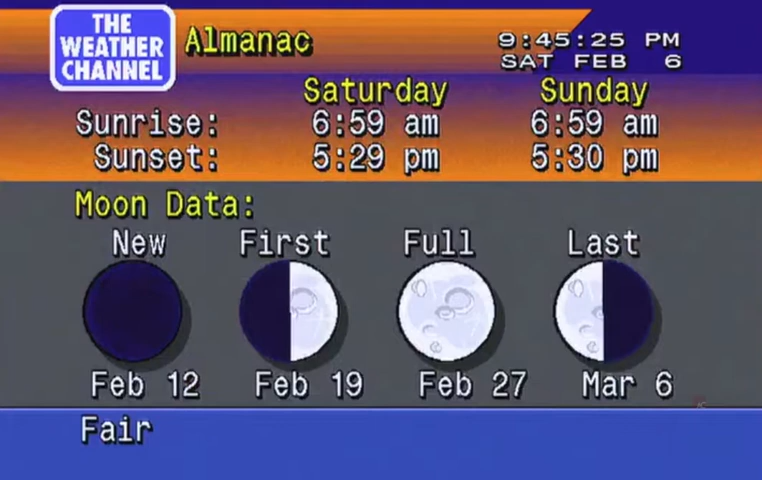 THE
WEATHER
CHANNEL
Almanac
9:45:25 PM
SAT FEB 6
Saturday Sunday
Sunrise: 6:59 am 6:59 am
Sunset: 5:29 pm 5:30 pm
Moon Data:
New First Full Last
Feb 12 Feb 19 Feb 27 Mar 6
Fair